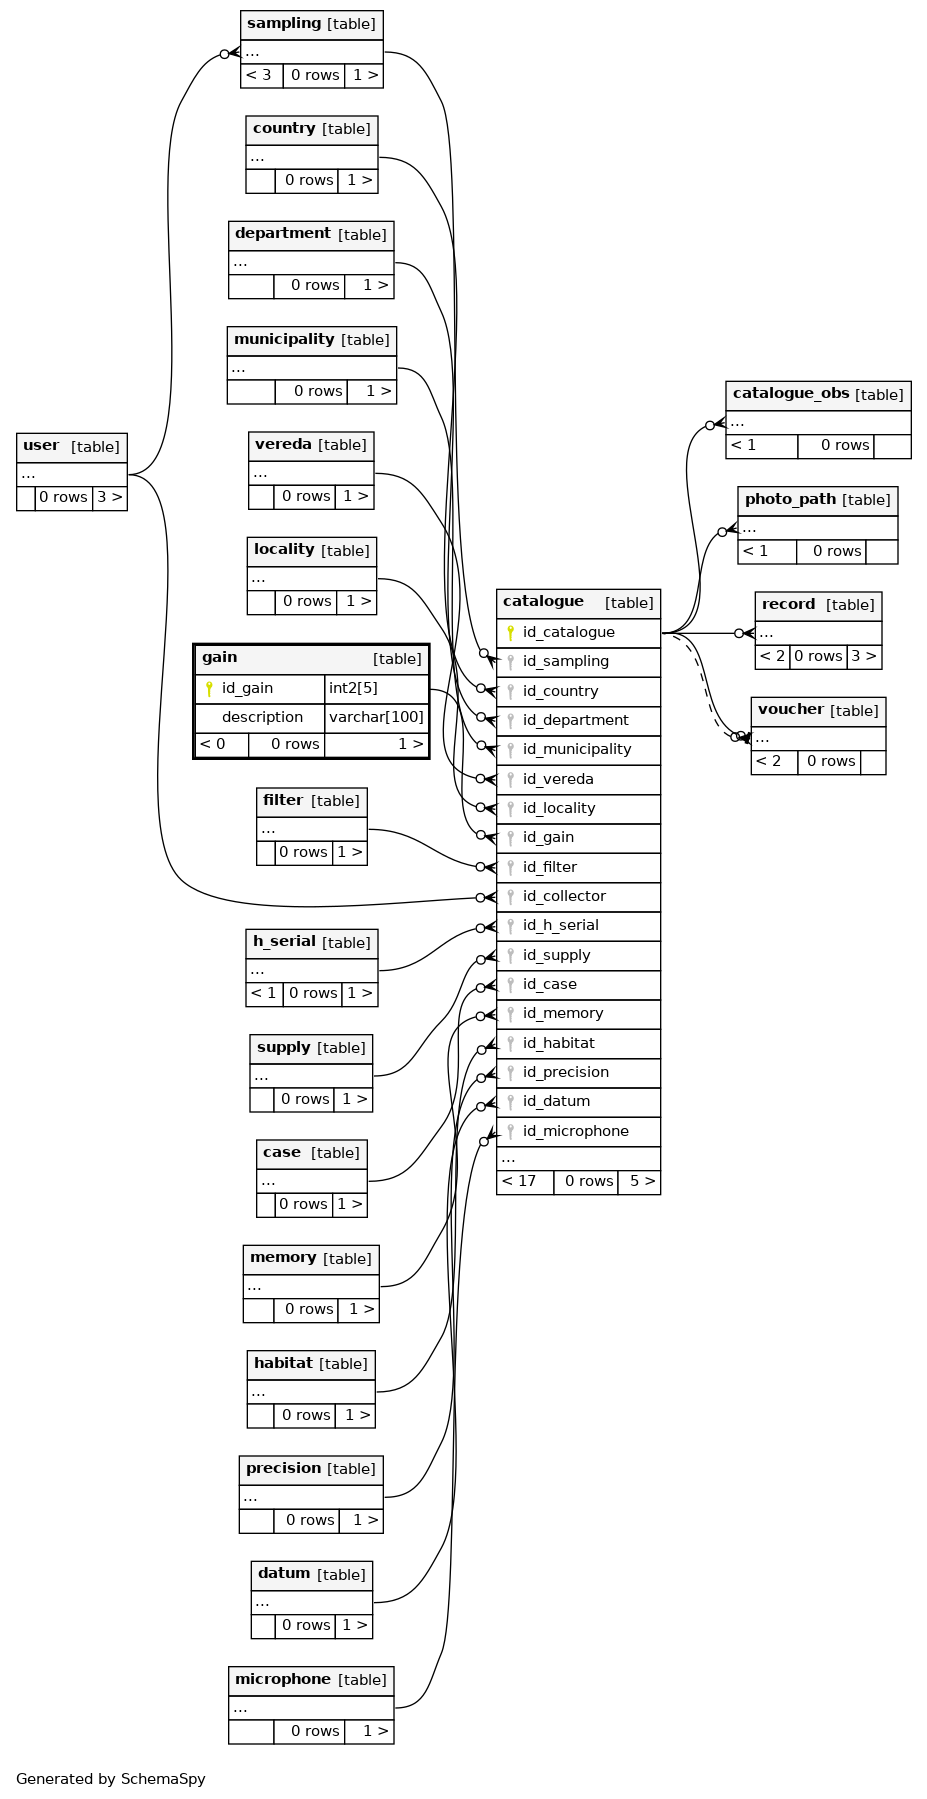 sampling [table]
...
< 3 0 rows 1 >
country [table]
...
0 rows 1 >
department [table]
...
0 rows 1 >
municipality [table]
...
0 rows 1 >
vereda [table]
...
0 rows 1 >
user [table]
...
0 rows 3 >
locality [table]
...
0 rows 1 >
gain [table]
id_gain int2[5]
description varchar[100]
< 0 0 rows 1 >
filter [table]
...
0 rows 1 >
h_serial [table]
...
< 1 0 rows 1 >
supply [table]
...
0 rows 1 >
case [table]
...
0 rows 1 >
memory [table]
...
0 rows 1 >
habitat [table]
...
0 rows 1 >
precision [table]
...
0 rows 1 >
datum [table]
...
0 rows 1 >
microphone [table]
...
0 rows 1 >
catalogue [table]
id_catalogue
id_sampling
id_country
id_department
id_municipality
id_vereda
id_locality
id_gain
id_filter
id_collector
id_h_serial
id_supply
id_case
id_memory
id_habitat
id_precision
id_datum
id_microphone
...
< 17 0 rows 5 >
catalogue_obs [table]
...
< 1 0 rows
photo_path [table]
...
< 1 0 rows
record [table]
...
< 2 0 rows 3 >
voucher [table]
...
< 2 0 rows
Generated by SchemaSpy